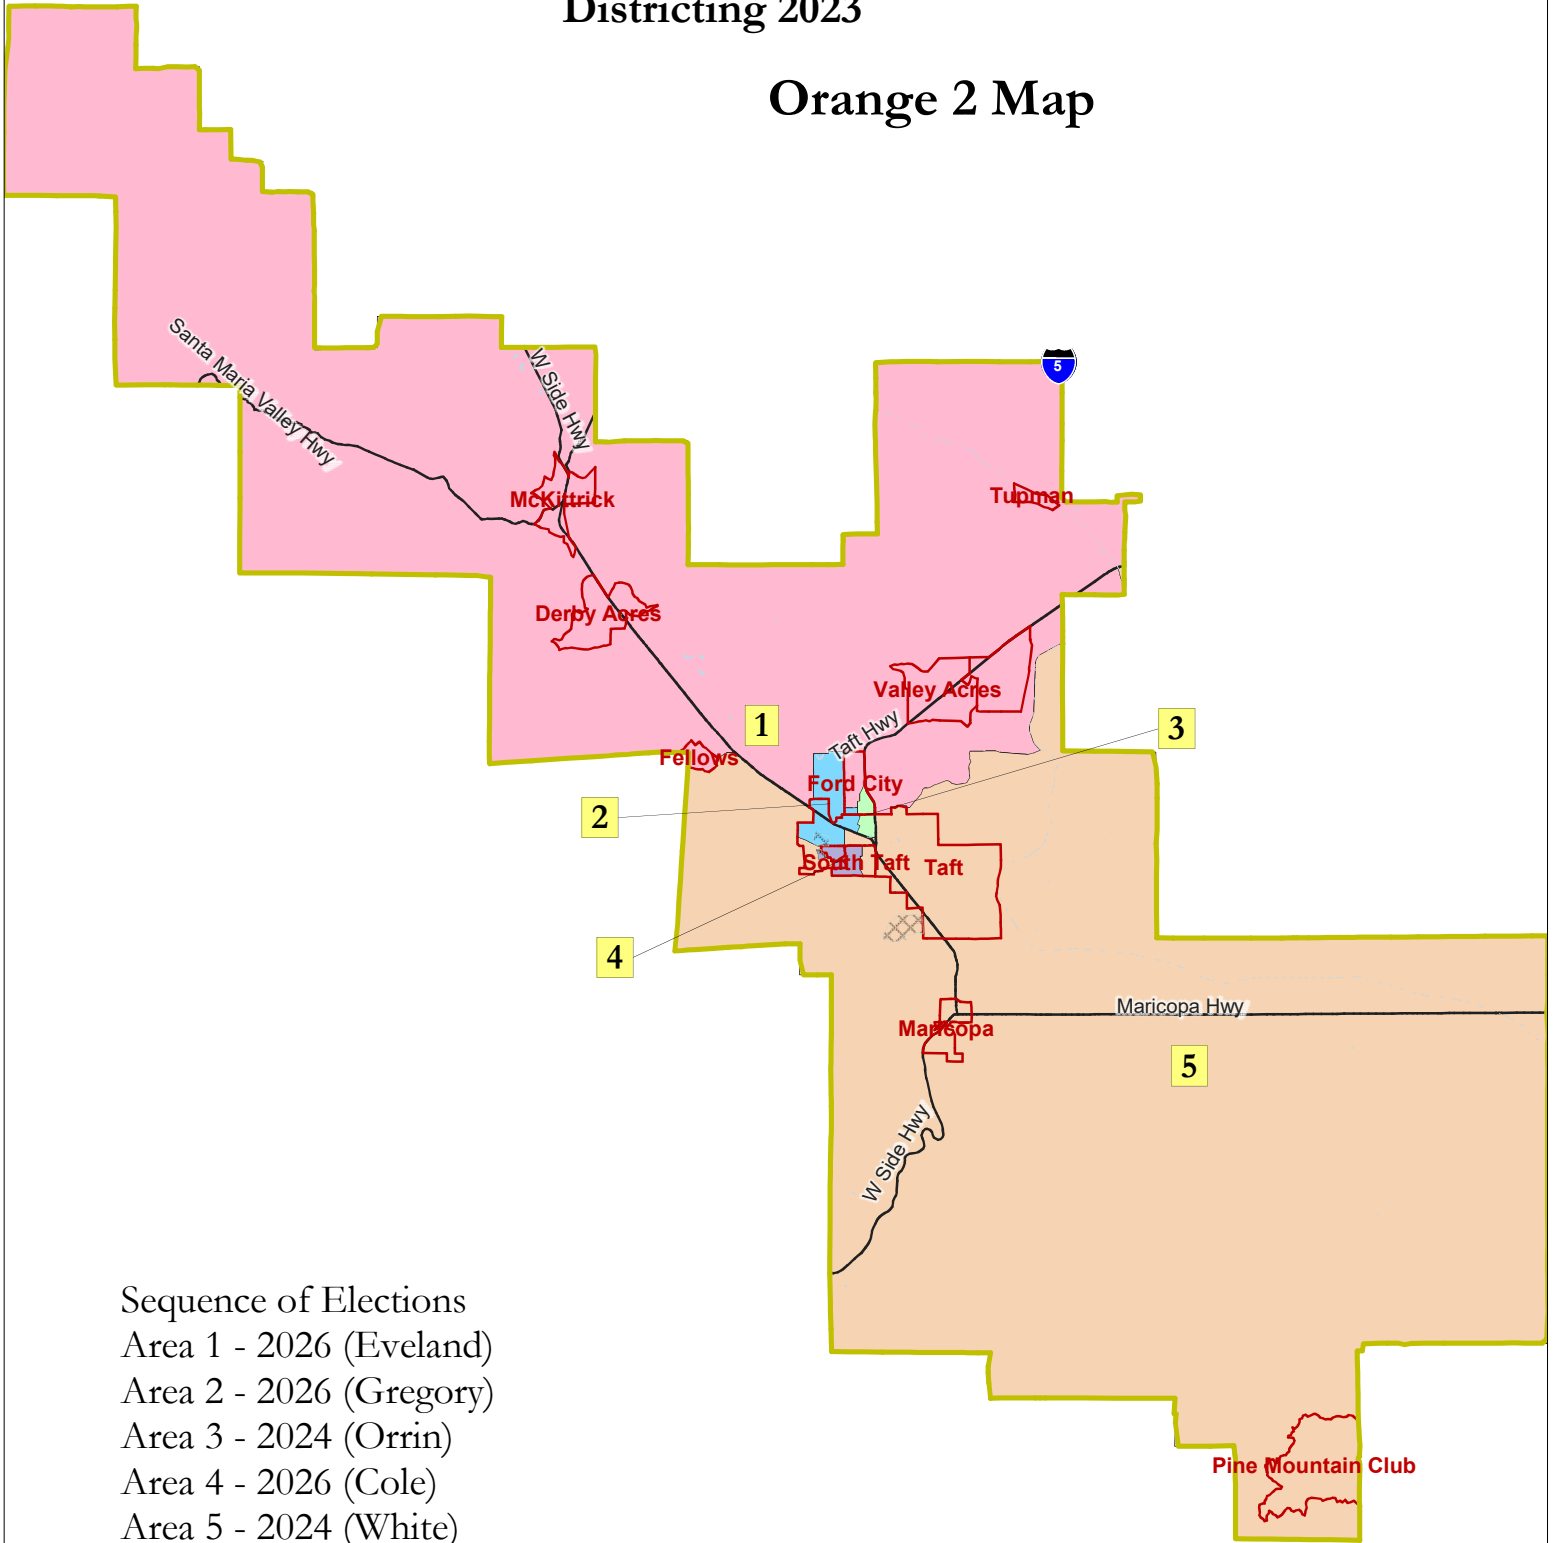 Districting 2023
Orange 2 Map
Santa Maria Valley Hwy
W Side Hwy
5
McKittrick
Tupman
Derby Acres
Valley Acres
1
Taft Hwy
3
Fellows
Ford City
2
South Taft
Taft
4
Maricopa Hwy
Maricopa
5
W Side Hwy
Sequence of Elections
Area 1 - 2026 (Eveland)
Area 2 - 2026 (Gregory)
Area 3 - 2024 (Orrin)
Area 4 - 2026 (Cole)
Pine Mountain Club
Area 5 - 2024 (White)